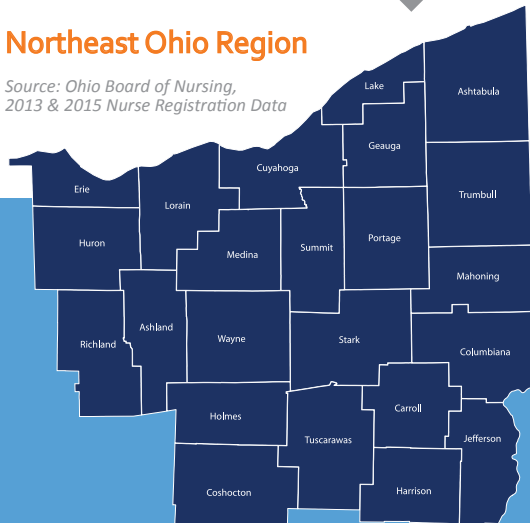 Northeast Ohio Region
Source: Ohio Board of Nursing,
2013 & 2015 Nurse Registration Data
Lake
Ashtabula
Geauga
Cuyahoga
Erie
Trumbull
Lorain
Portage
Huron
Summit
Medina
Mahoning
Ashland
Wayne
Stark
Richland
Columbiana
Carroll
Holmes
Jefferson
Tuscarawas
Harrison
Coshocton